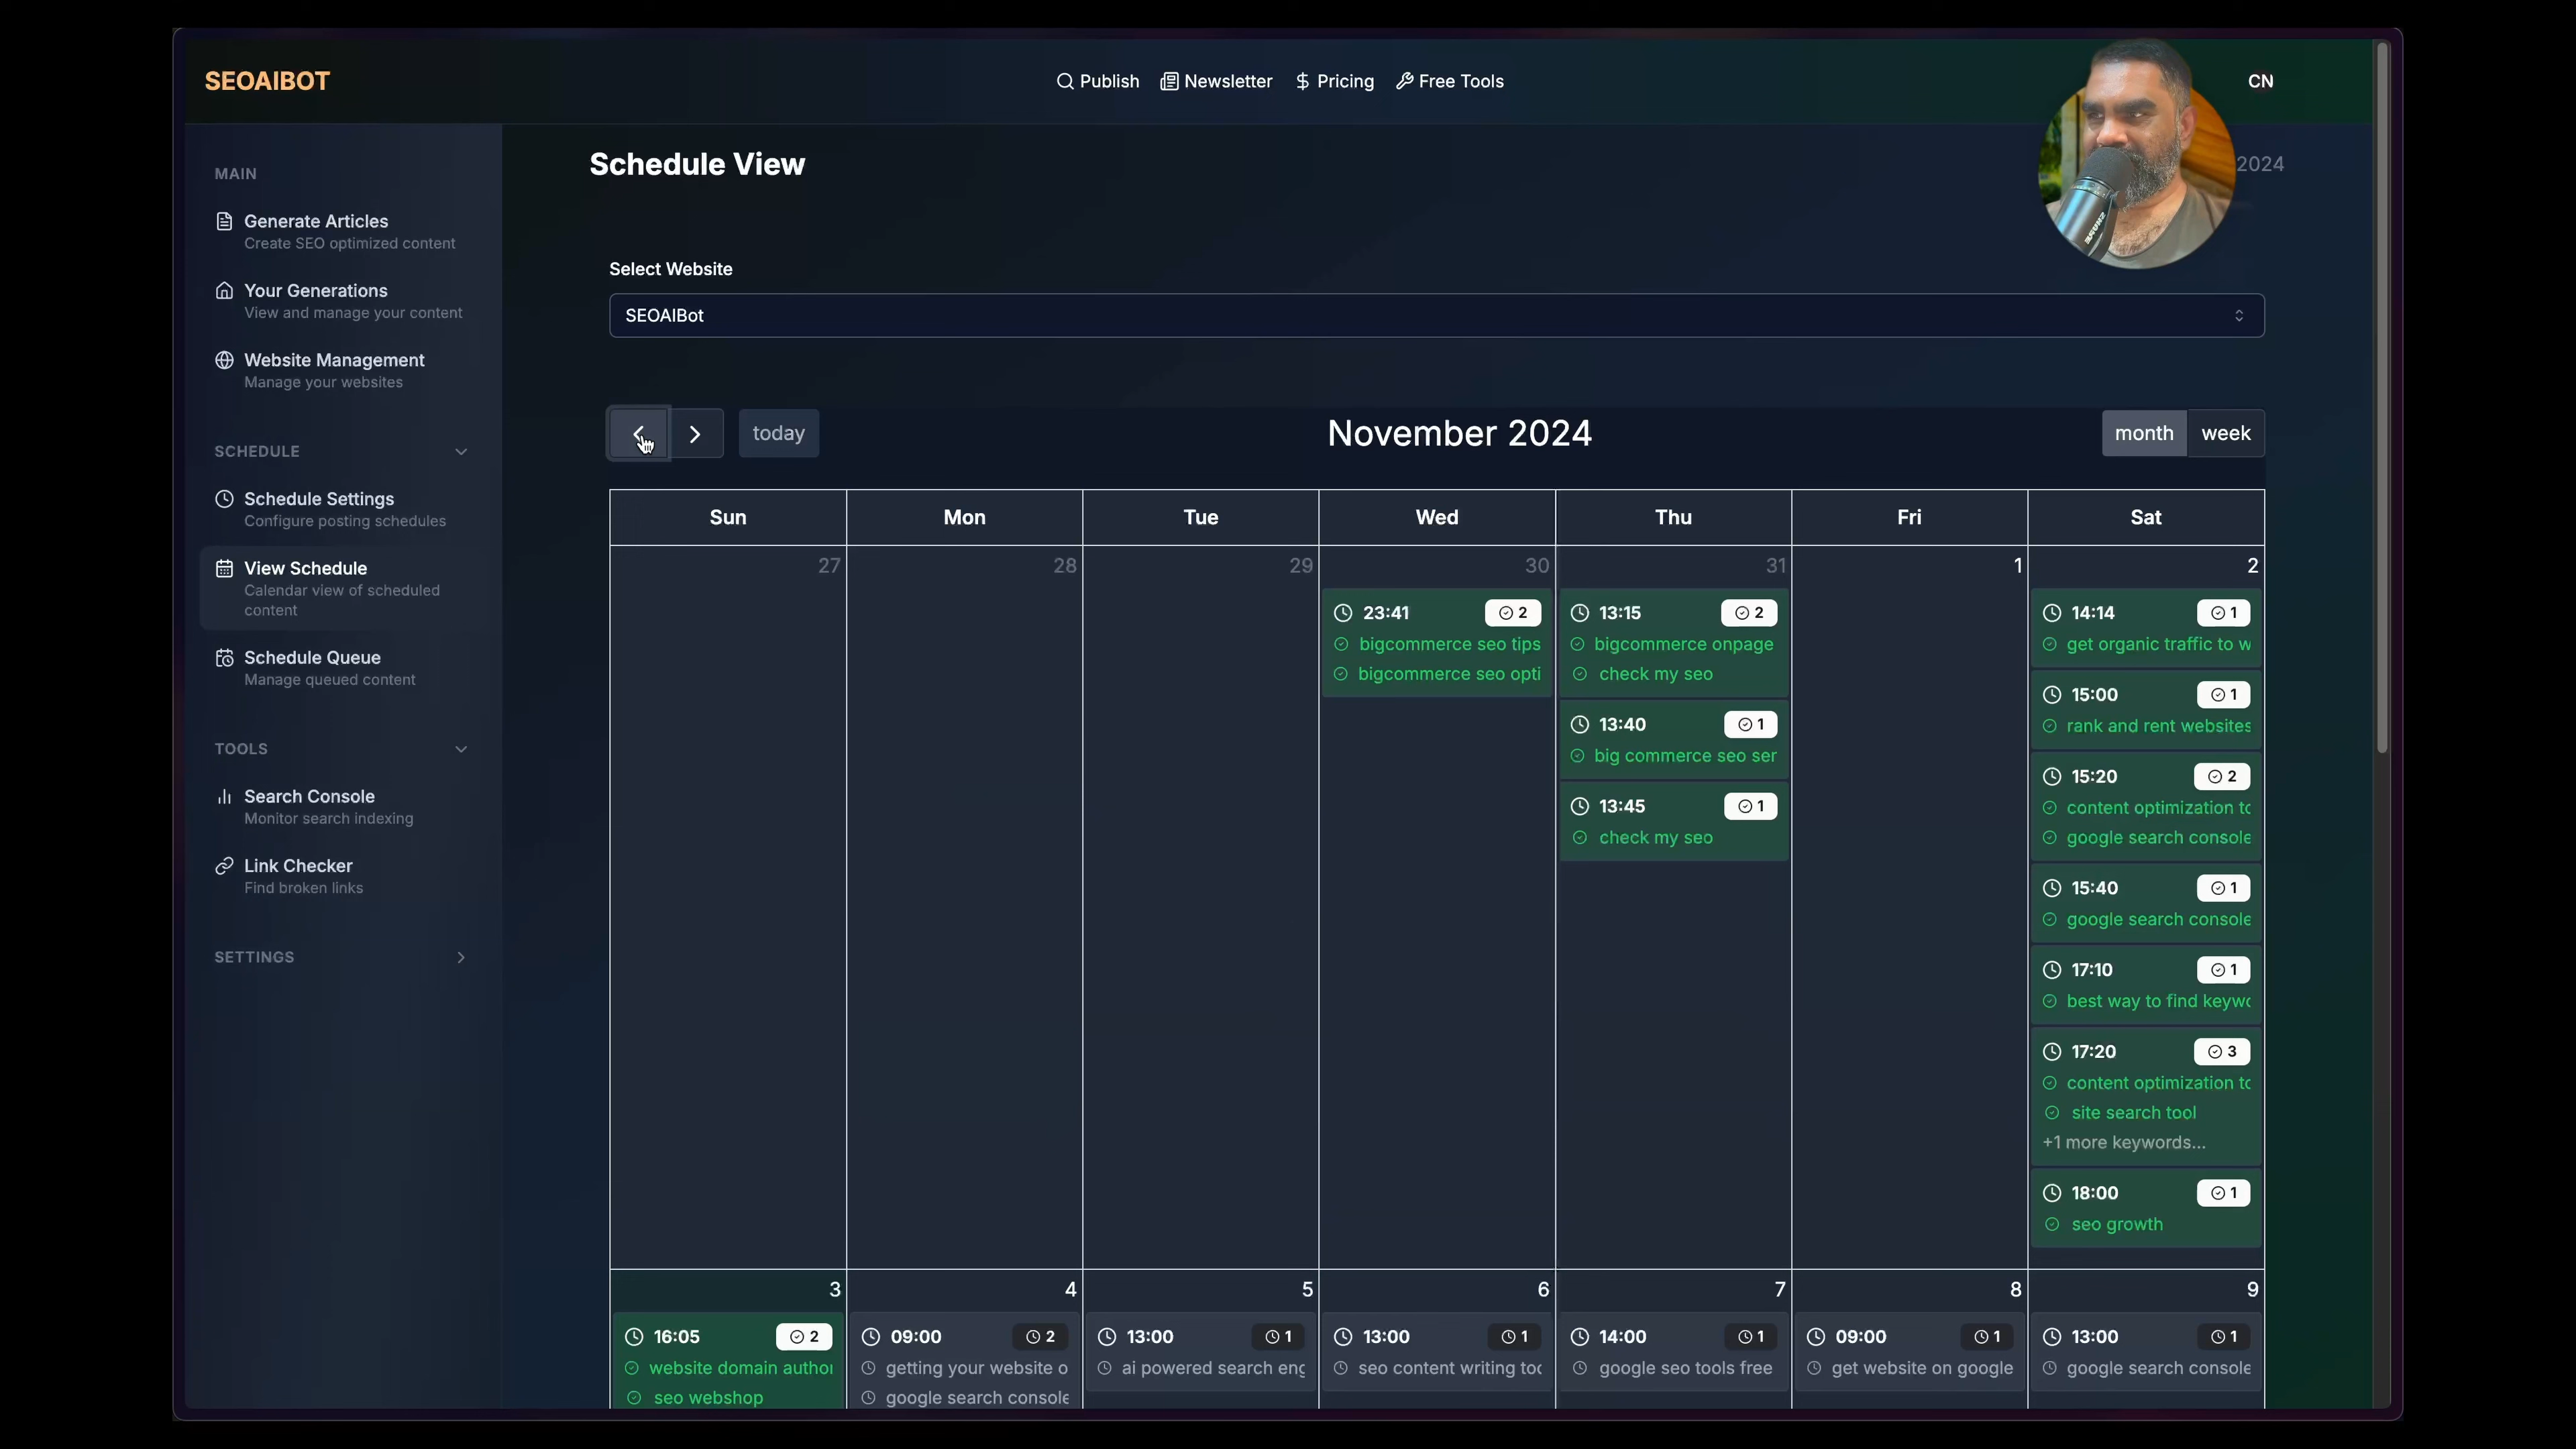 SEOAIBOT
Publish
Newsletter
Pricing
Free Tools
CN
MAIN
Generate Articles
Create SEO optimized content
Your Generations
View and manage your content
Website Management
Manage your websites
SCHEDULE
Schedule Settings
Configure posting schedules
View Schedule
Calendar view of scheduled
content
Schedule Queue
Manage queued content
TOOLS
Search Console
Monitor search indexing
Link Checker
Find broken links
SETTINGS
Schedule View
2024
Select Website
SEOAIBot
today
November 2024
month
week
Sun
Mon
Tue
Wed
Thu
Fri
Sat
27
28
29
30
23:41
2
bigcommerce seo tips
bigcommerce seo opti
31
13:15
2
bigcommerce onpage
check my seo
13:40
1
big commerce seo ser
13:45
1
check my seo
1
2
14:14
1
get organic traffic to w
15:00
1
rank and rent websites
15:20
2
content optimization to
google search console
15:40
1
google search console
17:10
1
best way to find keywo
17:20
3
content optimization to
site search tool
+1 more keywords...
18:00
1
seo growth
3
16:05
2
website domain author
seo webshop
4
09:00
2
getting your website o
google search console
5
13:00
1
ai powered search eng
6
13:00
1
seo content writing too
7
14:00
1
google seo tools free
8
09:00
1
get website on google
9
13:00
1
google search console